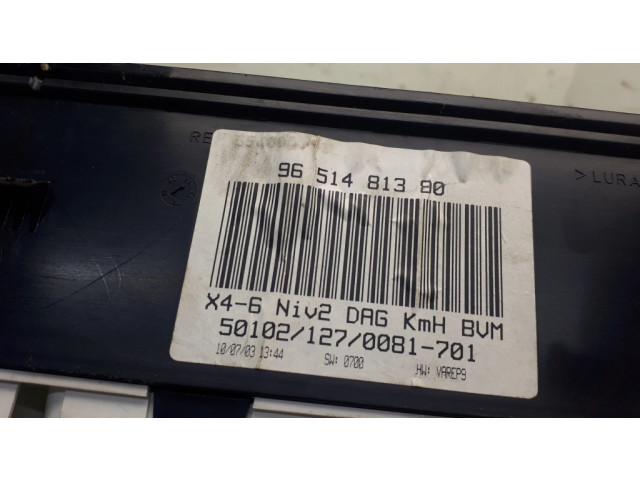 96 514 813 80
X4-6 Niv2 DAG KmH BVM
50102/127/0081-701
10/07/03 13:44 SW: 0700 HW: VAREP9
>LURA